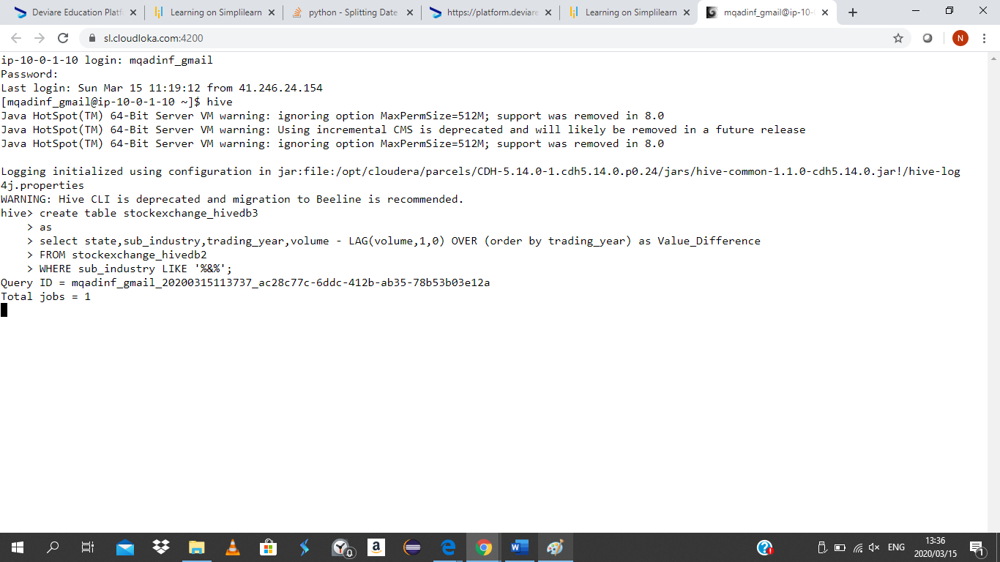 Deviare Education Platf
Learning on Simplilearn
python - Splitting Date
https://platform.deviare
Learning on Simplilearn
mqadinf_gmail@ip-10-
sl.cloudloka.com:4200
N
ip-10-0-1-10 login: mqadinf_gmail
Password:
Last login: Sun Mar 15 11:19:12 from 41.246.24.154
[mqadinf_gmail@ip-10-0-1-10 ~]$ hive
Java HotSpot(TM) 64-Bit Server VM warning: ignoring option MaxPermSize=512M; support was removed in 8.0
Java HotSpot(TM) 64-Bit Server VM warning: Using incremental CMS is deprecated and will likely be removed in a future release
Java HotSpot(TM) 64-Bit Server VM warning: ignoring option MaxPermSize=512M; support was removed in 8.0
Logging initialized using configuration in jar:file:/opt/cloudera/parcels/CDH-5.14.0-1.cdh5.14.0.p0.24/jars/hive-common-1.1.0-cdh5.14.0.jar!/hive-log
4j.properties
WARNING: Hive CLI is deprecated and migration to Beeline is recommended.
hive> create table stockexchange_hivedb3
> as
> select state,sub_industry,trading_year,volume - LAG(volume,1,0) OVER (order by trading_year) as Value_Difference
> FROM stockexchange_hivedb2
> WHERE sub_industry LIKE '%&%';
Query ID = mqadinf_gmail_20200315113737_ac28c77c-6ddc-412b-ab35-78b53b03e12a
Total jobs = 1
ENG
13:36
2020/03/15
1